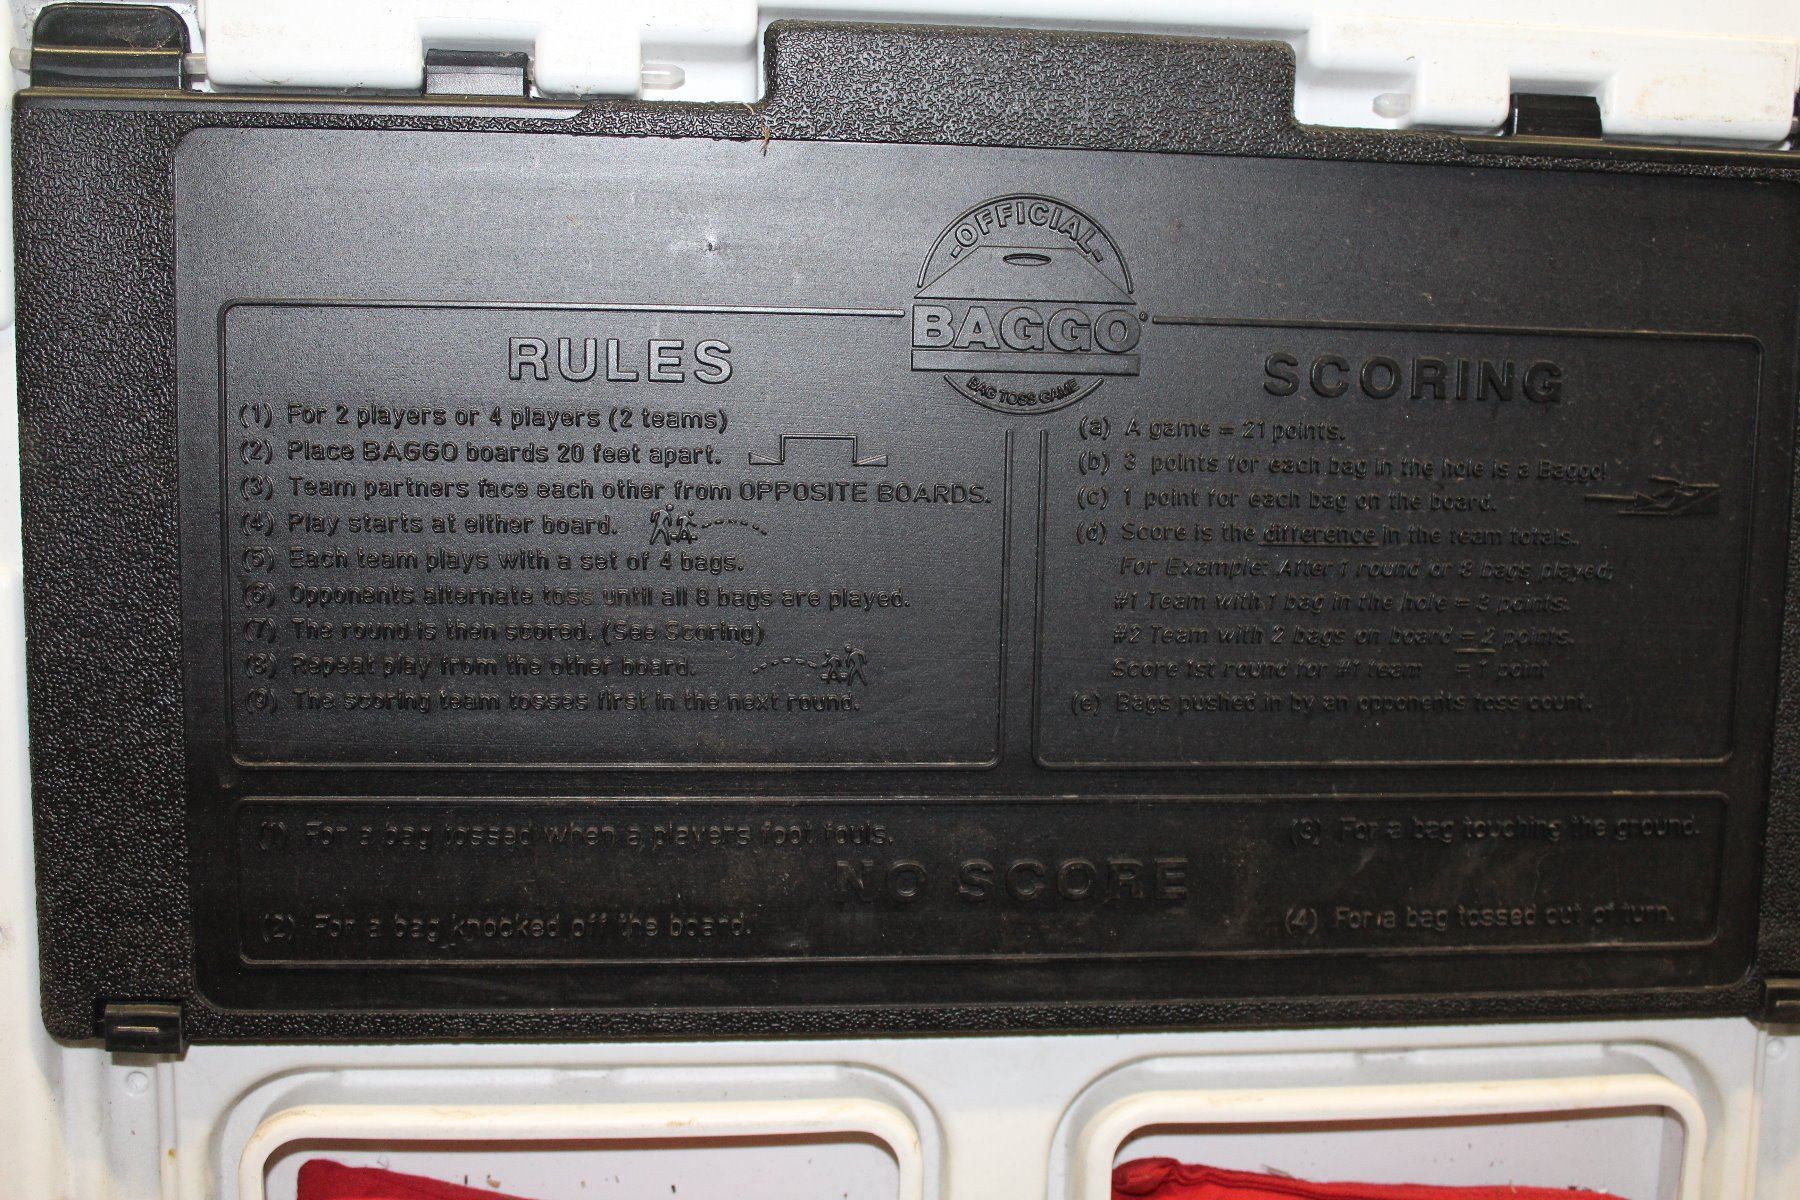 OFFICIAL
BAGGO®
BAG TOSS GAME
RULES
(1) For 2 players or 4 players (2 teams)
(2) Place BAGGO boards 20 feet apart.
(3) Team partners face each other from OPPOSITE BOARDS.
(4) Play starts at either board.
(5) Each team plays with a set of 4 bags.
(6) Opponents alternate toss until all 8 bags are played.
(7) The round is then scored. (See Scoring)
(8) Repeat play from the other board.
(9) The scoring team tosses first in the next round.
SCORING
(a) A game = 21 points.
(b) 3 points for each bag in the hole is a Baggo!
(c) 1 point for each bag on the board.
(d) Score is the difference in the team totals.
For Example: After 1 round or 8 bags played;
#1 Team with 1 bag in the hole = 3 points.
#2 Team with 2 bags on board = 2 points.
Score 1st round for #1 team = 1 point
(e) Bags pushed in by an opponents toss count.
NO SCORE
(1) For a bag tossed when a players foot fouls.
(2) For a bag knocked off the board.
(3) For a bag touching the ground.
(4) For a bag tossed out of turn.